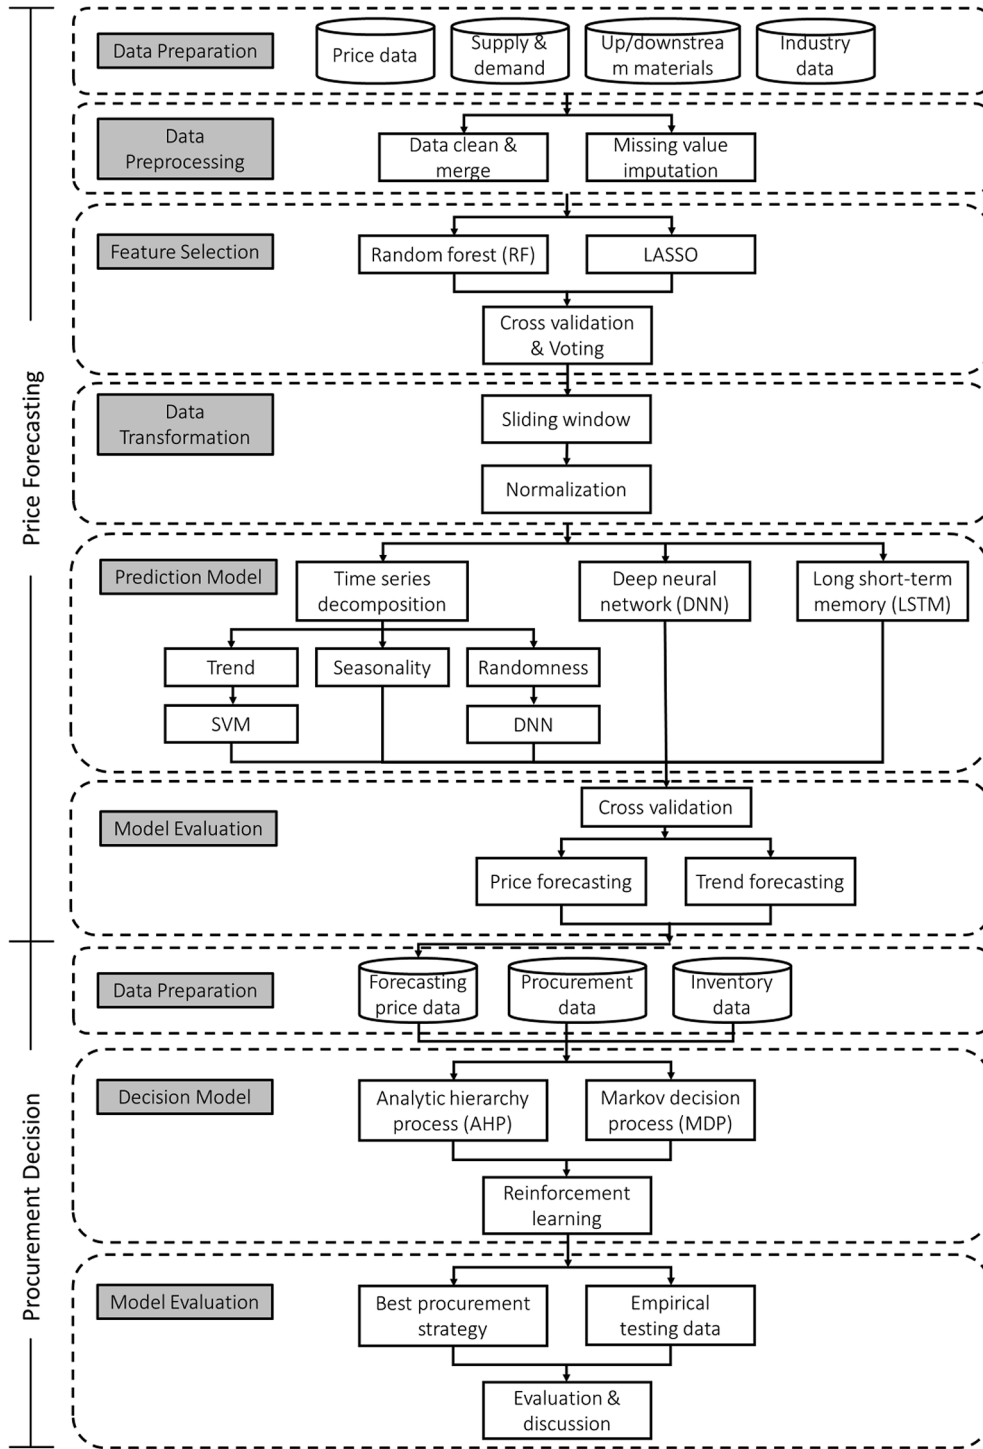 Data Preparation
Price data
Supply &
demand
Up/downstrea
m materials
Industry
data
Data
Preprocessing
Data clean &
merge
Missing value
imputation
Feature Selection
Random forest (RF)
LASSO
Cross validation
& Voting
Data
Transformation
Sliding window
Normalization
Price Forecasting
Prediction Model
Time series
decomposition
Deep neural
network (DNN)
Long short-term
memory (LSTM)
Trend
Seasonality
Randomness
SVM
DNN
Cross validation
Model Evaluation
Price forecasting
Trend forecasting
Data Preparation
Forecasting
price data
Procurement
data
Inventory
data
Procurement Decision
Decision Model
Analytic hierarchy
process (AHP)
Markov decision
process (MDP)
Reinforcement
learning
Model Evaluation
Best procurement
strategy
Empirical
testing data
Evaluation &
discussion